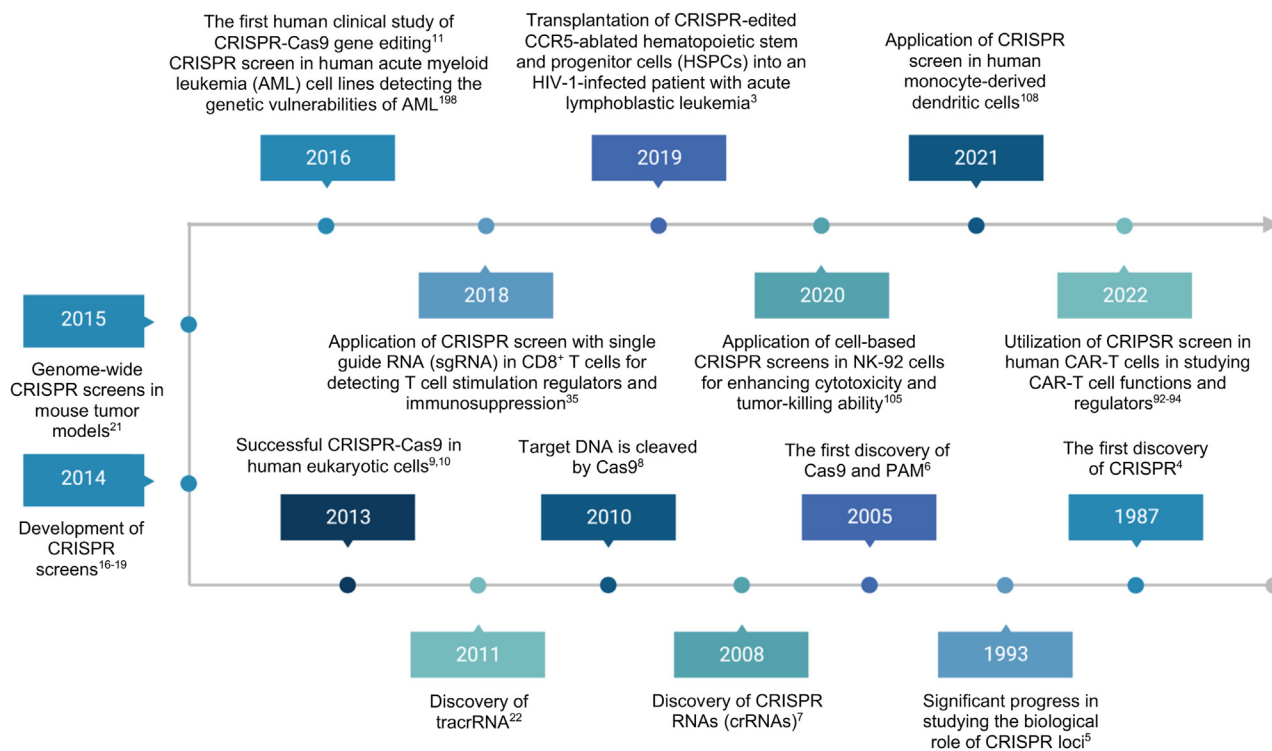 The first human clinical study of
CRISPR-Cas9 gene editing11
CRISPR screen in human acute myeloid
leukemia (AML) cell lines detecting the
genetic vulnerabilities of AML198
2016
Transplantation of CRISPR-edited
CCR5-ablated hematopoietic stem
and progenitor cells (HSPCs) into an
HIV-1-infected patient with acute
lymphoblastic leukemia3
2019
Application of CRISPR
screen in human
monocyte-derived
dendritic cells108
2021
2015
Genome-wide
CRISPR screens in
mouse tumor
models21
2018
Application of CRISPR screen with single
guide RNA (sgRNA) in CD8+ T cells for
detecting T cell stimulation regulators and
immunosuppression35
2020
Application of cell-based
CRISPR screens in NK-92 cells
for enhancing cytotoxicity and
tumor-killing ability105
2022
Utilization of CRIPSR screen in
human CAR-T cells in studying
CAR-T cell functions and
regulators92-94
2014
Development of
CRISPR
screens16-19
Successful CRISPR-Cas9 in
human eukaryotic cells9,10
2013
Target DNA is cleaved
by Cas98
2010
The first discovery of
Cas9 and PAM6
2005
The first discovery
of CRISPR4
1987
2011
Discovery of
tracrRNA22
2008
Discovery of CRISPR
RNAs (crRNAs)7
1993
Significant progress in
studying the biological
role of CRISPR loci5